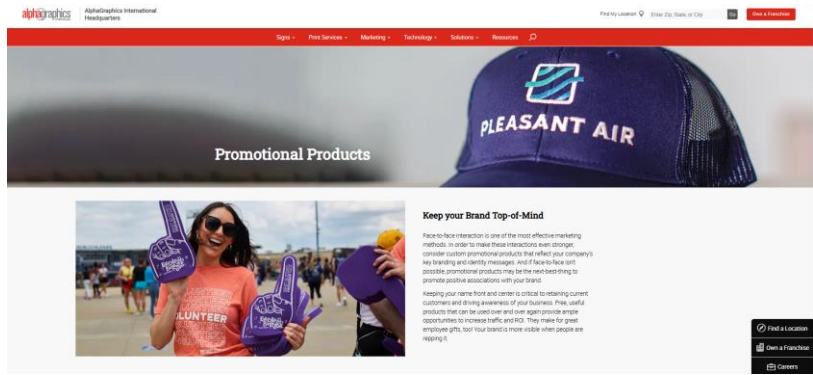 alphagraphics
AlphaGraphics International
Headquarters
Find My Location
Enter Zip, State, or City
Go
Own a Franchise
Signs
Print Services
Marketing
Technology
Solutions
Resources
PLEASANT AIR
Promotional Products
VOLUNTEER
Keep your Brand Top-of-Mind
Face-to-face interaction is one of the most effective marketing
methods. In order to make these interactions even stronger,
consider custom promotional products that reflect your company's
key branding and identity messages. And if face-to-face isn't
possible, promotional products may be the next-best-thing to
promote positive associations with your brand.
Keeping your name front and center is critical to retaining current
customers and driving awareness of your business. Free, useful
products that can be used over and over again provide ample
opportunities to increase traffic and ROI. They make for great
employee gifts, too! Your brand is more visible when people are
repping it.
Find a Location
Own a Franchise
Careers